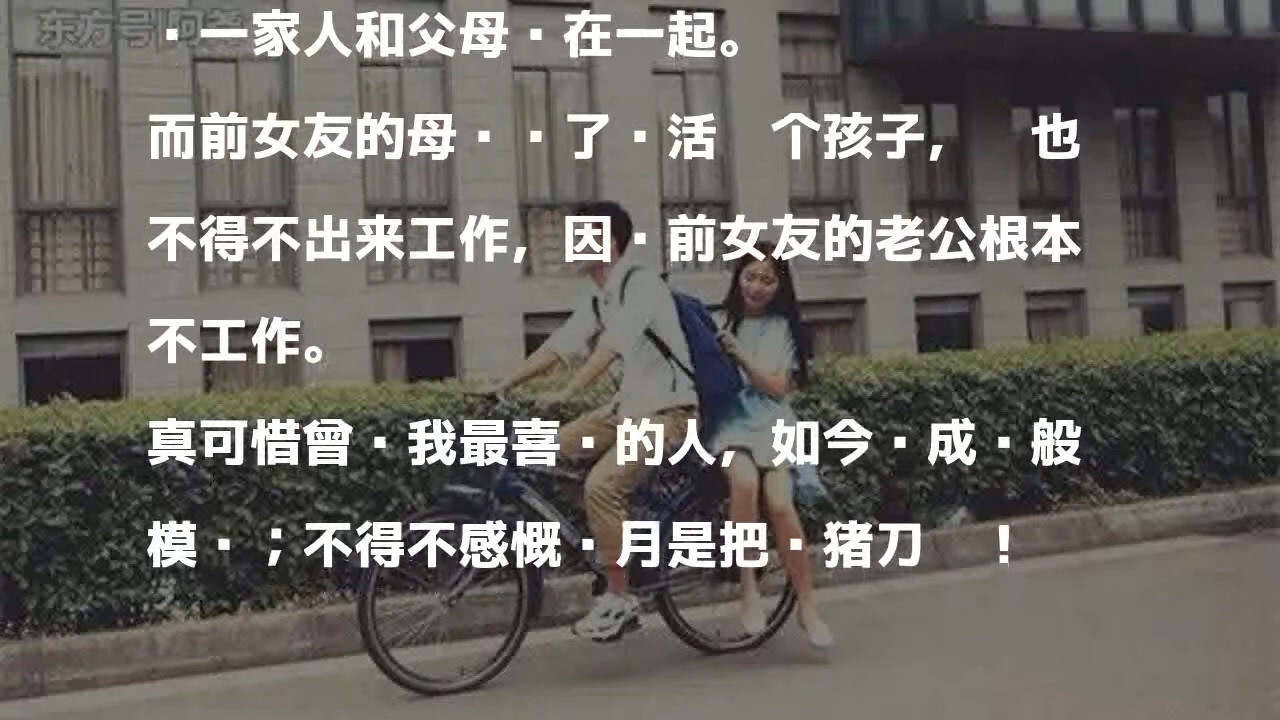 东方号|阿尧
·一家人和父母·在一起。
而前女友的母··了·活 个孩子， 也
不得不出来工作，因·前女友的老公根本
不工作。
真可惜曾·我最喜·的人，如今·成·般
模·；不得不感慨·月是把·猪刀 ！